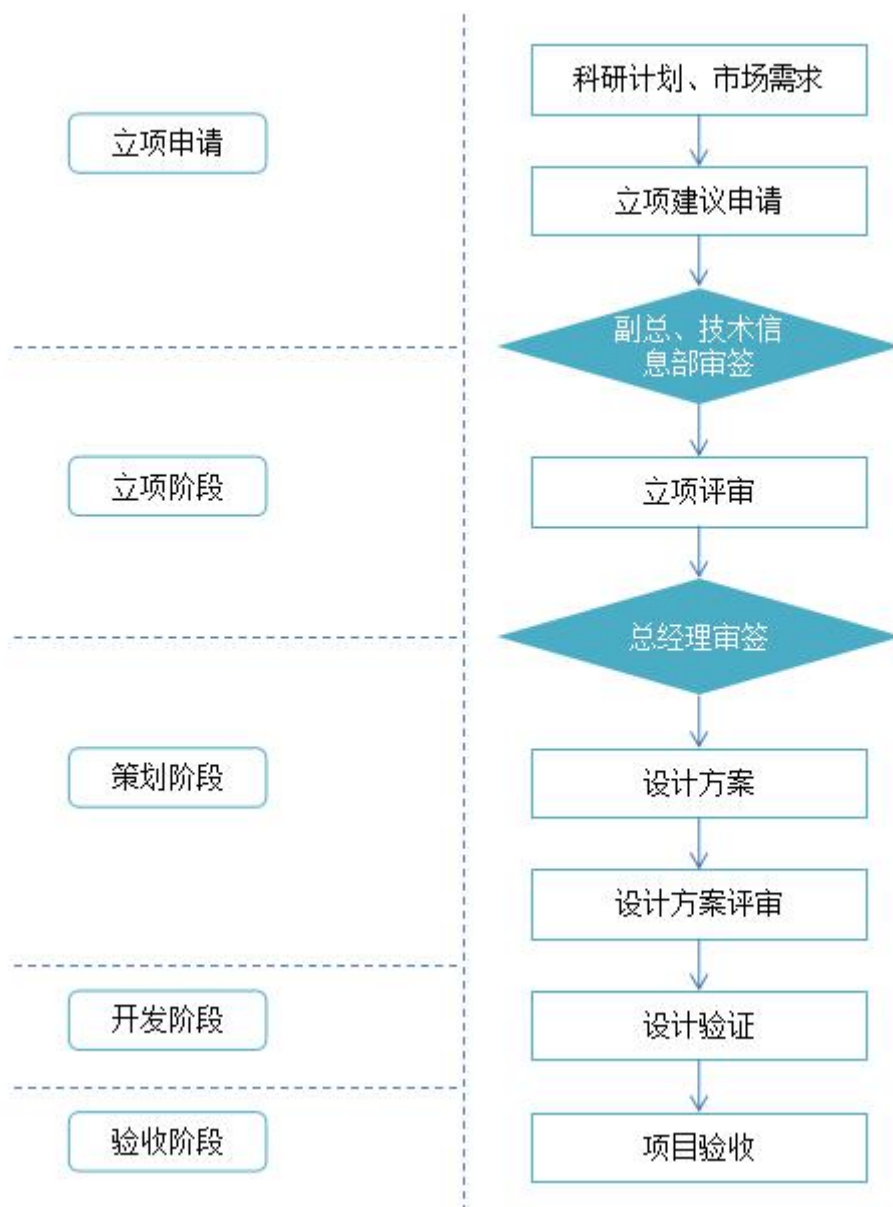 科研计划、市场需求
立项申请
立项建议申请
副总、技术信
息部审签
立项阶段
立项评审
总经理审签
策划阶段
设计方案
设计方案评审
开发阶段
设计验证
验收阶段
项目验收